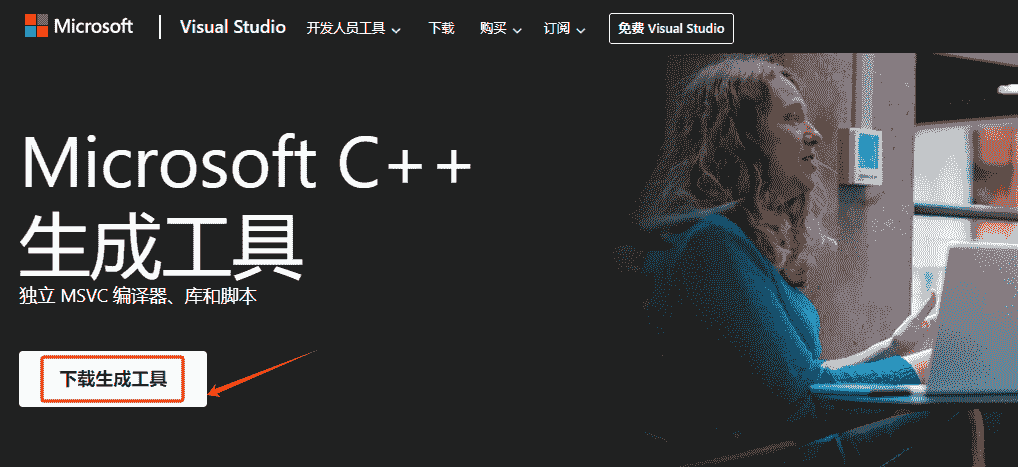 Microsoft | Visual Studio 开发人员工具 下载 购买 订阅 免费 Visual Studio
Microsoft C++
生成工具
独立 MSVC 编译器、库和脚本
下载生成工具